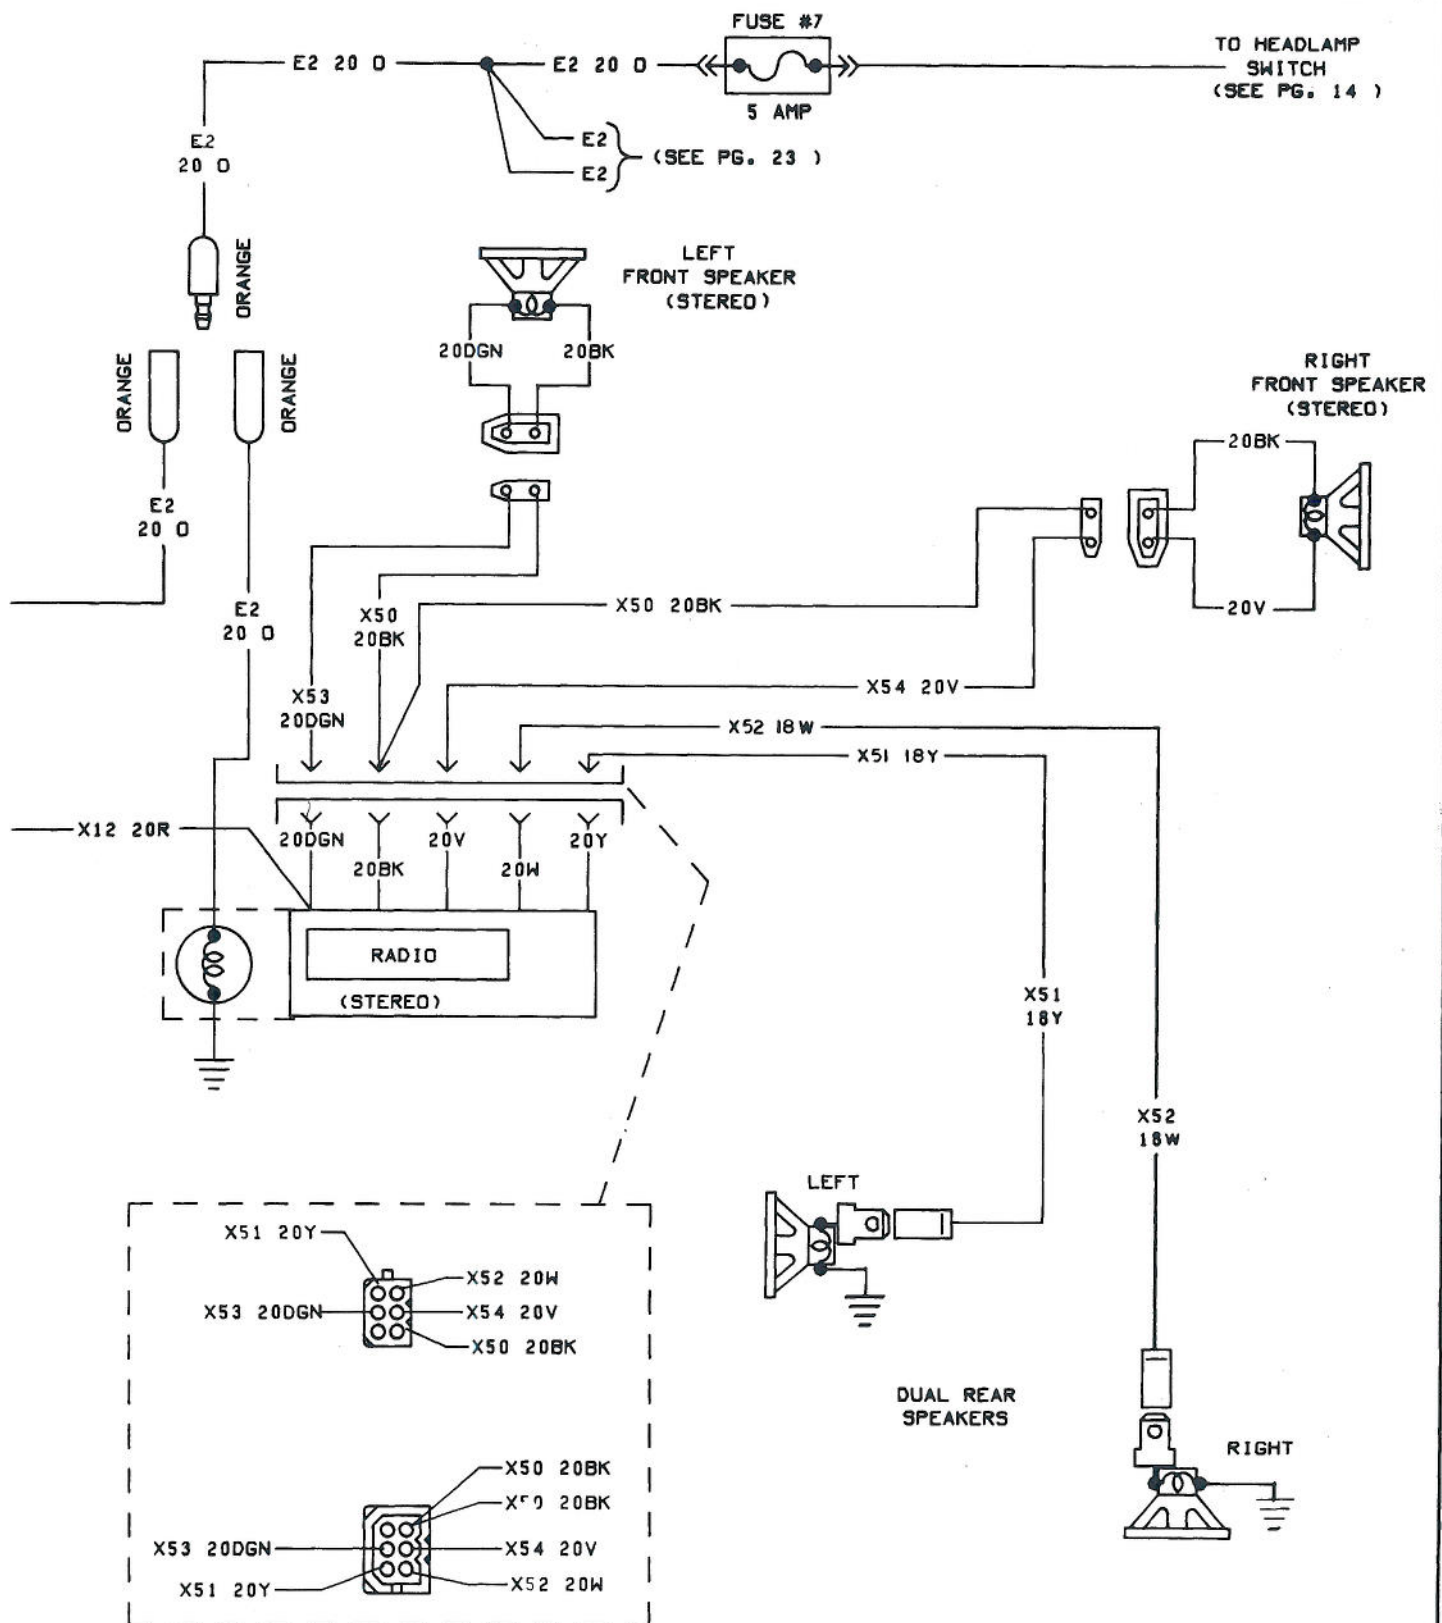 FUSE #7
E2 20 O
E2 20 O
TO HEADLAMP
SWITCH
(SEE PG. 14 )
5 AMP
E2
20 O
E2
E2
(SEE PG. 23 )
ORANGE
LEFT
FRONT SPEAKER
(STEREO)
20DGN
20BK
ORANGE
ORANGE
RIGHT
FRONT SPEAKER
(STEREO)
20BK
E2
20 O
E2
20 O
X50
20BK
X50 20BK
20V
X53
20DGN
X54 20V
X52 18W
X51 18Y
X12 20R
20DGN
20BK
20V
20W
20Y
RADIO
(STEREO)
X51
18Y
X52
18W
LEFT
X51 20Y
X52 20W
X53 20DGN
X54 20V
X50 20BK
DUAL REAR
SPEAKERS
RIGHT
X50 20BK
20BK
X53 20DGN
X54 20V
X51 20Y
X52 20W